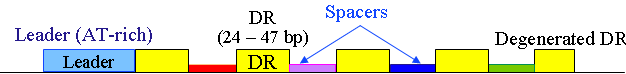 Spacers
DR
Leader (AT-rich)
(24 – 47 bp)
Degenerated DR
Leader
DR